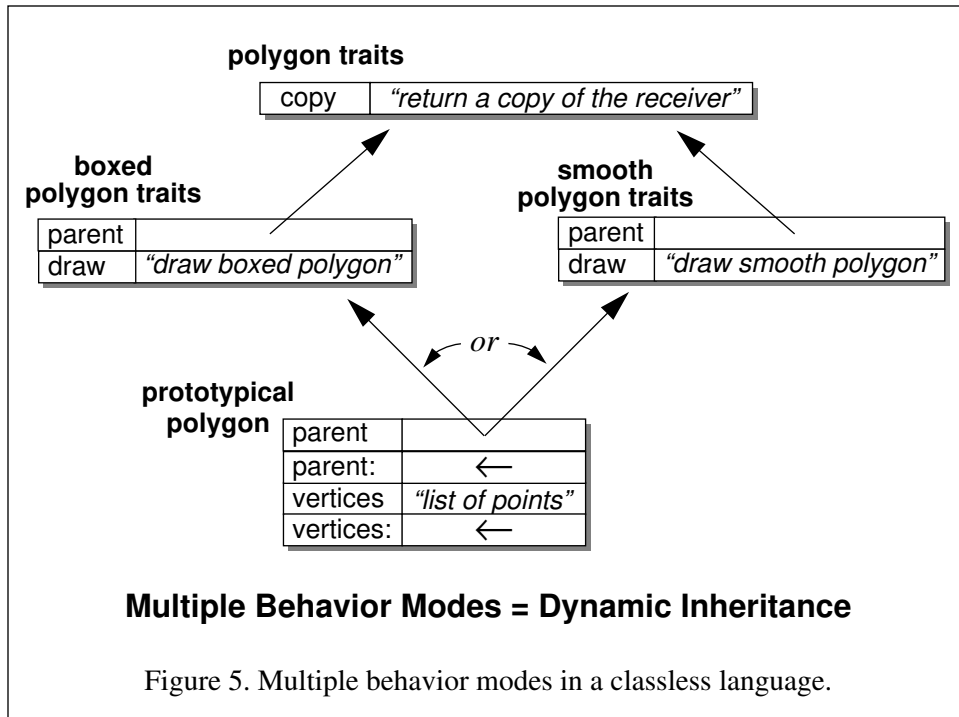 polygon traits
copy “return a copy of the receiver”
boxed
polygon traits
parent
draw “draw boxed polygon”
smooth
polygon traits
parent
draw “draw smooth polygon”
or
prototypical
polygon
parent
parent: ←
vertices “list of points”
vertices: ←
Multiple Behavior Modes = Dynamic Inheritance
Figure 5. Multiple behavior modes in a classless language.